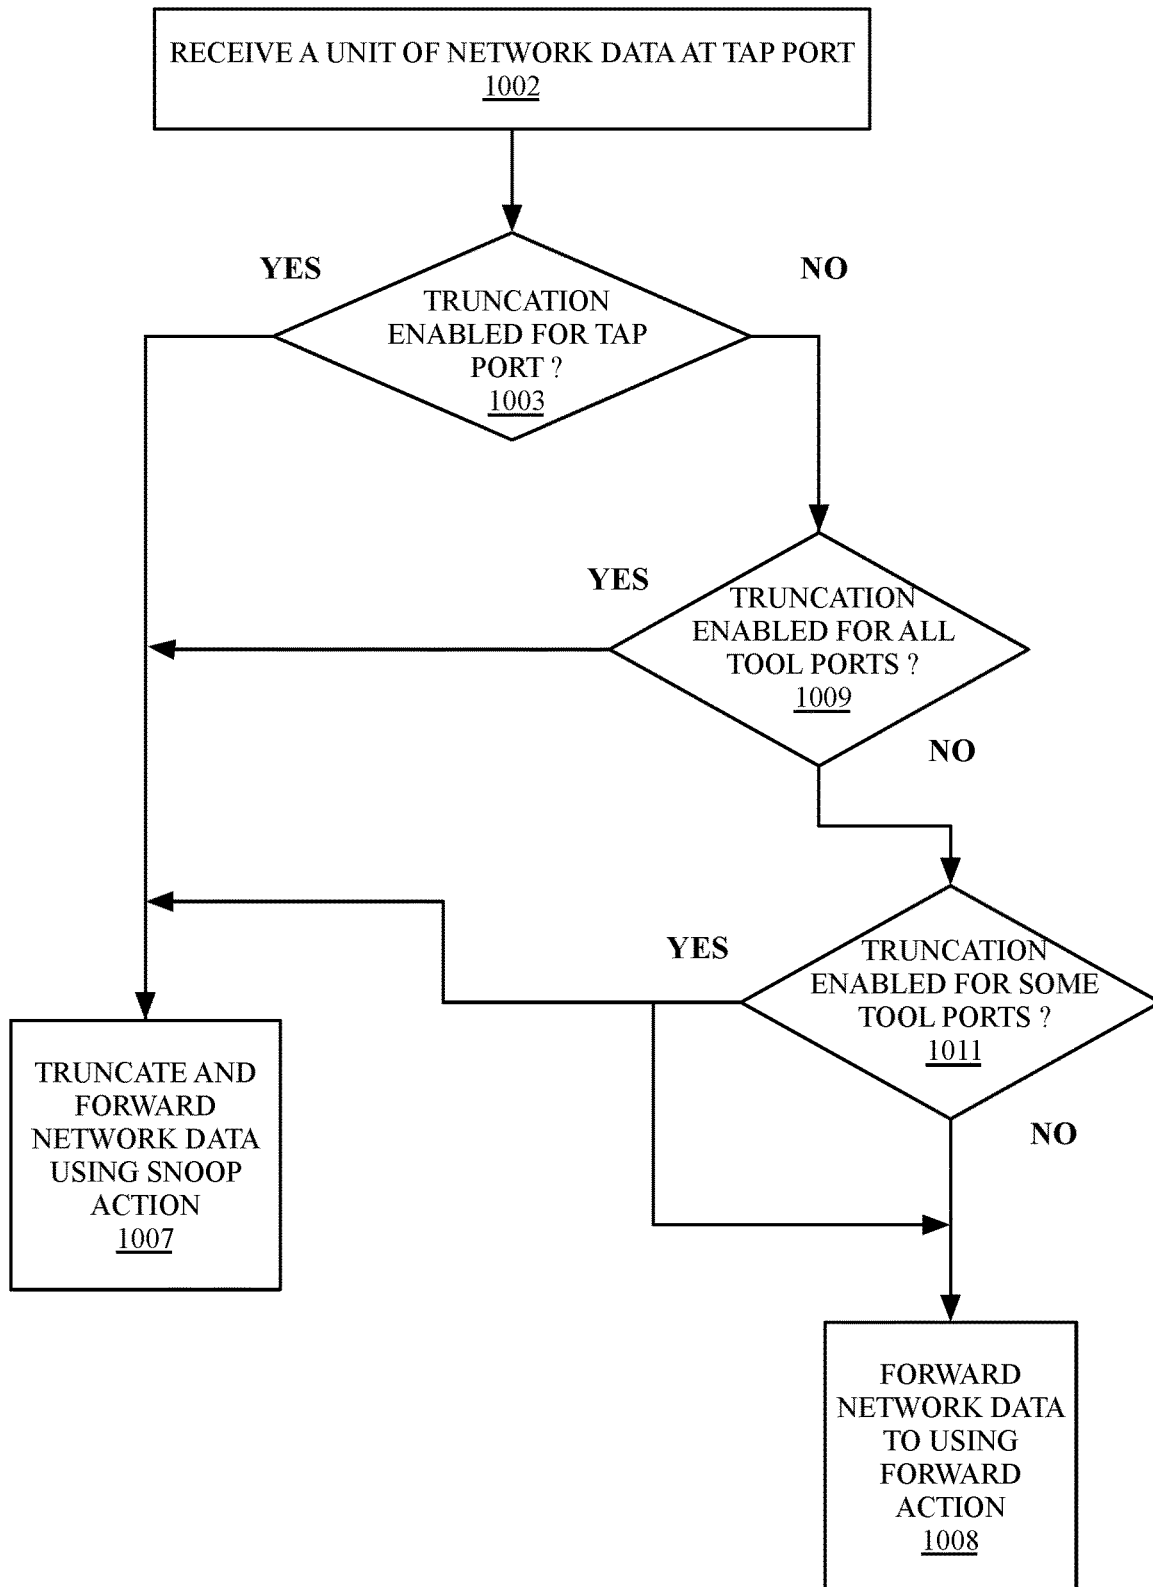 RECEIVE A UNIT OF NETWORK DATA AT TAP PORT
1002
YES
NO
TRUNCATION
ENABLED FOR TAP
PORT ?
1003
YES
TRUNCATION
ENABLED FOR ALL
TOOL PORTS ?
1009
NO
YES
TRUNCATION
ENABLED FOR SOME
TOOL PORTS ?
1011
NO
TRUNCATE AND
FORWARD
NETWORK DATA
USING SNOOP
ACTION
1007
FORWARD
NETWORK DATA
TO USING
FORWARD
ACTION
1008